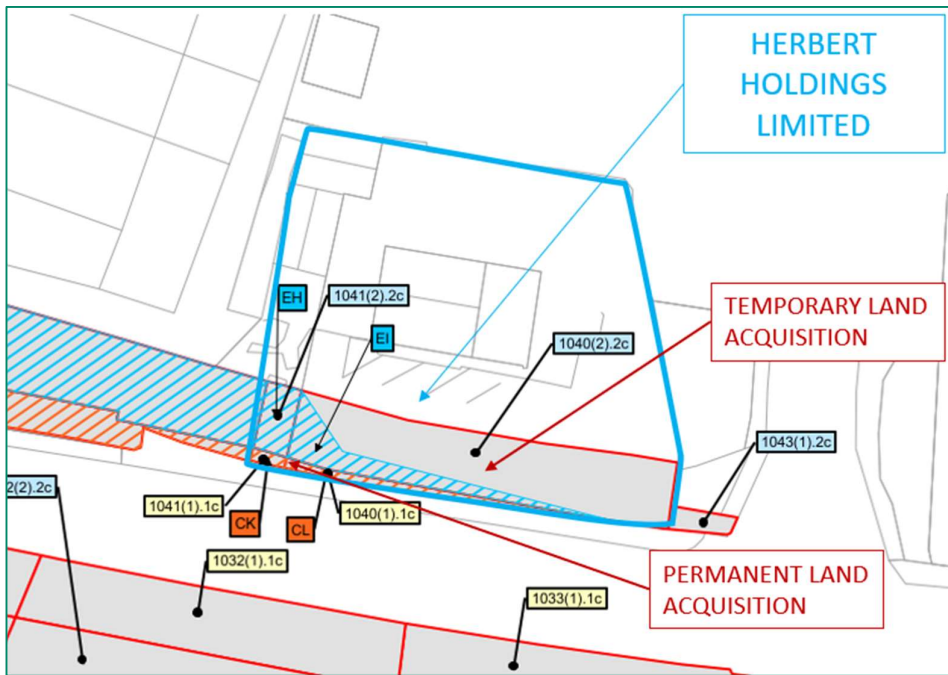 HERBERT
HOLDINGS
LIMITED
EH
1041(2).2c
EI
TEMPORARY LAND
ACQUISITION
1040(2).2c
1043(1).2c
2(2).2c
1041(1).1c
CK
CL
1040(1).1c
1032(1).1c
1033(1).1c
PERMANENT LAND
ACQUISITION